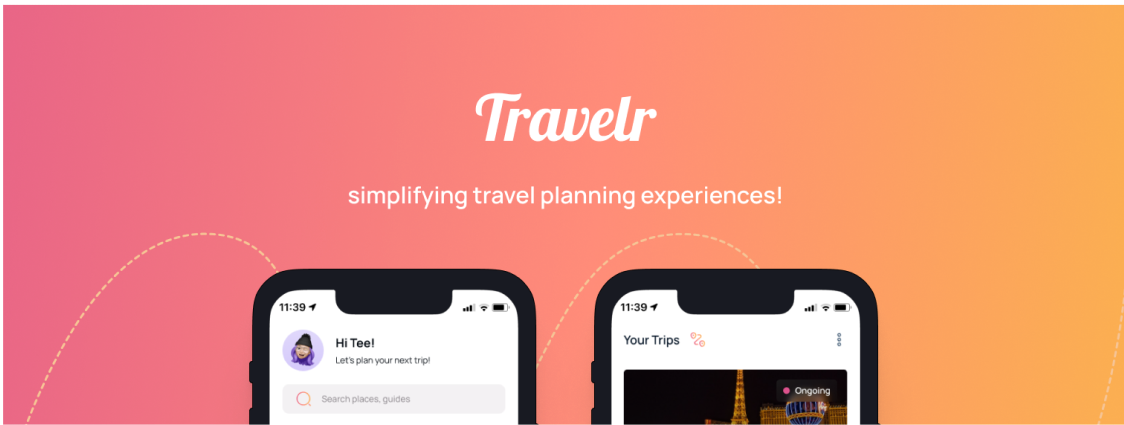 Travelr
simplifying travel planning experiences!
11:39
Hi Tee!
Let's plan your next trip!
Search places, guides
11:39
Your Trips
Ongoing